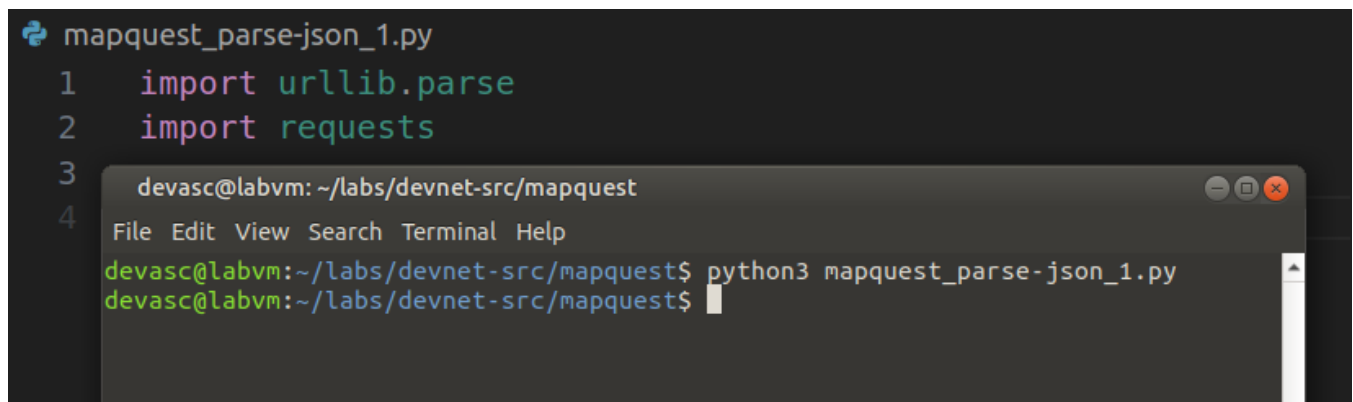 mapquest_parse-json_1.py
1 import urllib.parse
2 import requests
3
4
devasc@labvm: ~/labs/devnet-src/mapquest
File Edit View Search Terminal Help
devasc@labvm:~/labs/devnet-src/mapquest$ python3 mapquest_parse-json_1.py
devasc@labvm:~/labs/devnet-src/mapquest$